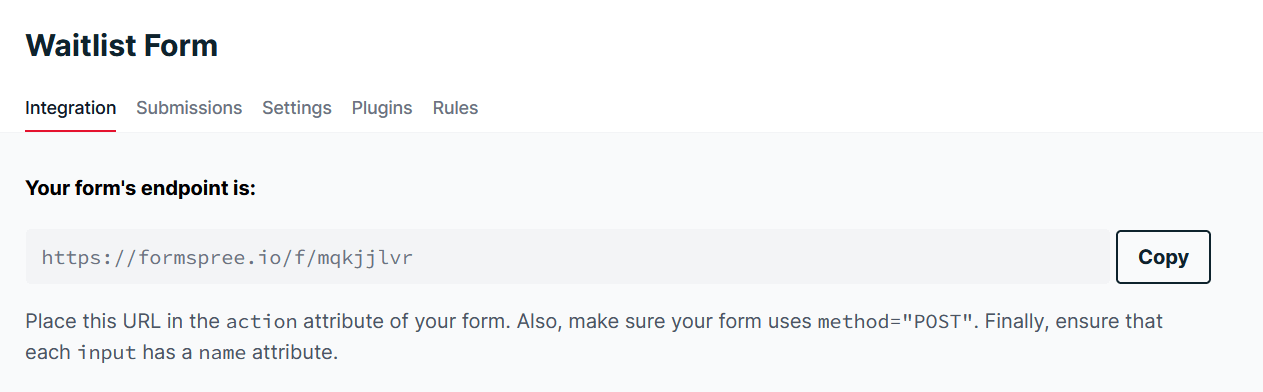 Waitlist Form
Integration Submissions Settings Plugins Rules
Your form's endpoint is:
https://formspree.io/f/mqkjjlvr
Copy
Place this URL in the action attribute of your form. Also, make sure your form uses method="POST". Finally, ensure that
each input has a name attribute.